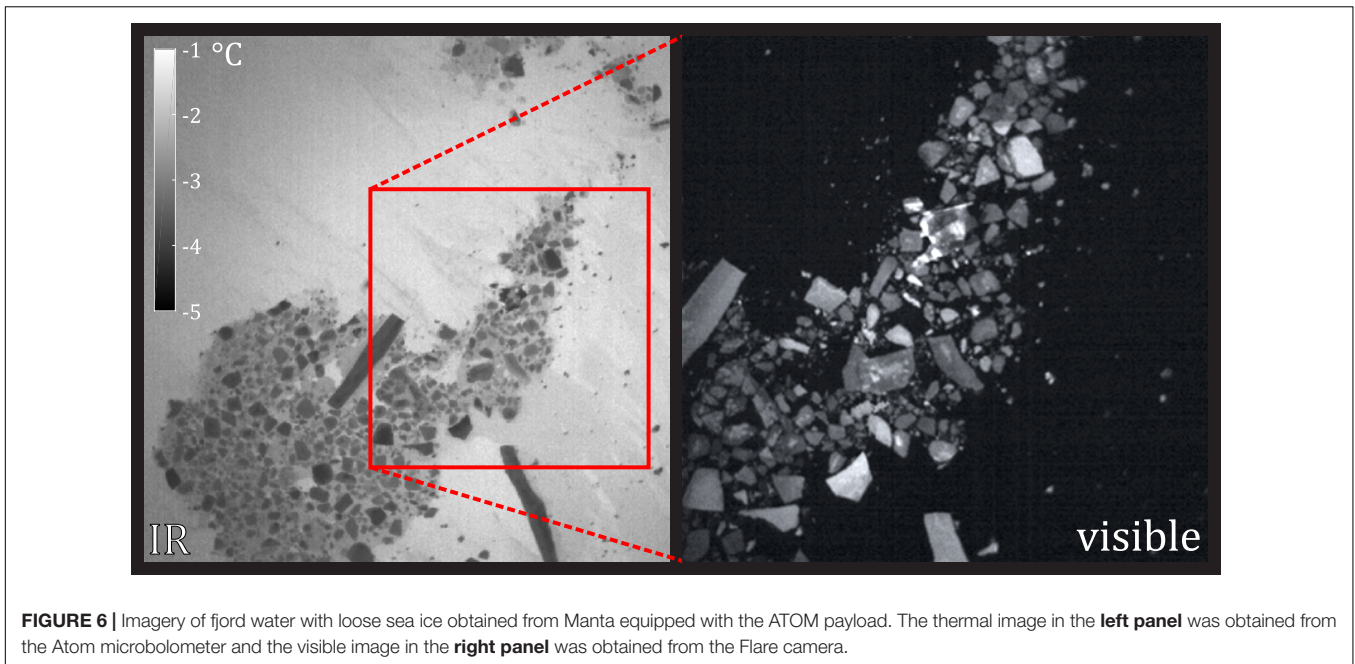 -1 °C
-2
-3
-4
-5
IR
visible
FIGURE 6 | Imagery of fjord water with loose sea ice obtained from Manta equipped with the ATOM payload. The thermal image in the left panel was obtained from
the Atom microbolometer and the visible image in the right panel was obtained from the Flare camera.